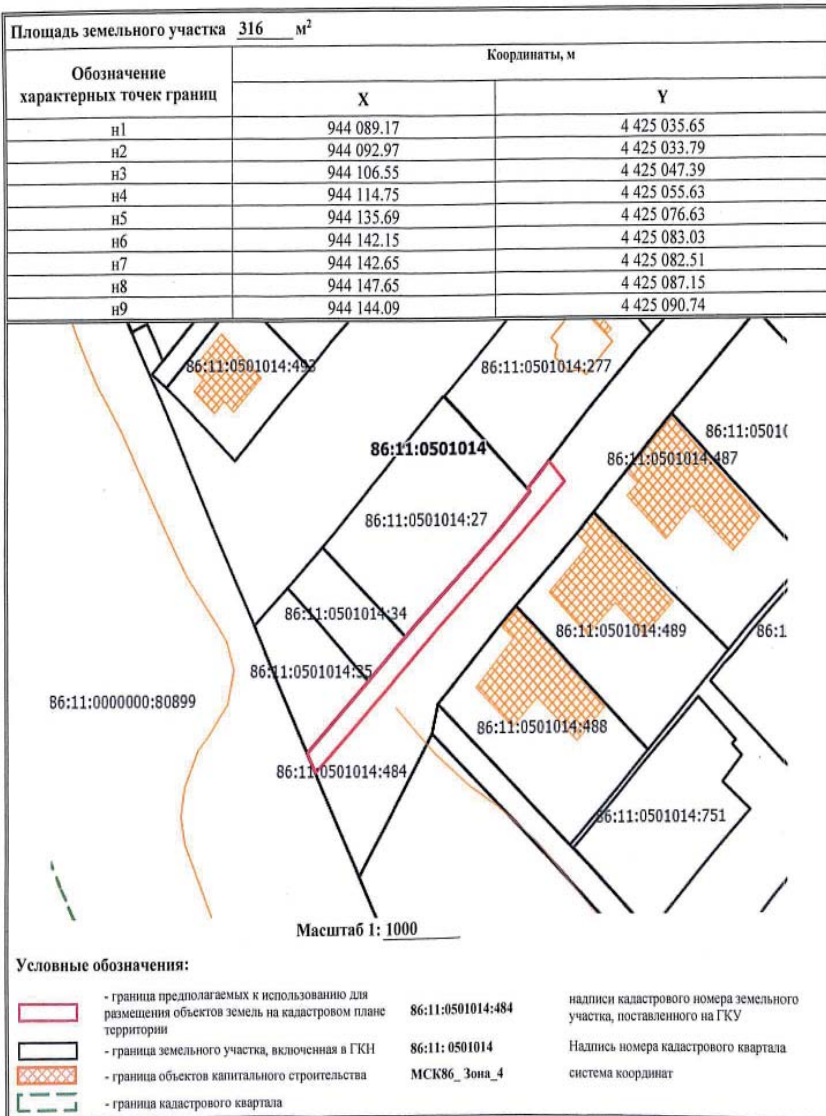 Площадь земельного участка 316 м²
Обозначение характерных точек границ
Координаты, м
X Y
н1 944 089.17 4 425 035.65
н2 944 092.97 4 425 033.79
н3 944 106.55 4 425 047.39
н4 944 114.75 4 425 055.63
н5 944 135.69 4 425 076.63
н6 944 142.15 4 425 083.03
н7 944 142.65 4 425 082.51
н8 944 147.65 4 425 087.15
н9 944 144.09 4 425 090.74
86:11:0501014:493
86:11:0501014:277
86:11:0501014
86:11:0501(
86:11:0501014:487
86:11:0501014:27
86:11:0501014:34
86:11:0501014:489
86:1
86:11:0501014:35
86:11:0000000:80899
86:11:0501014:488
86:11:0501014:484
86:11:0501014:751
Масштаб 1: 1000
Условные обозначения:
- граница предполагаемых к использованию для
размещения объектов земель на кадастровом плане
территории
86:11:0501014:484
надписи кадастрового номера земельного
участка, поставленного на ГКУ
- граница земельного участка, включенная в ГКН
86:11: 0501014
Надпись номера кадастрового квартала
- граница объектов капитального строительства
МСК86_ Зона_4
система координат
- граница кадастрового квартала